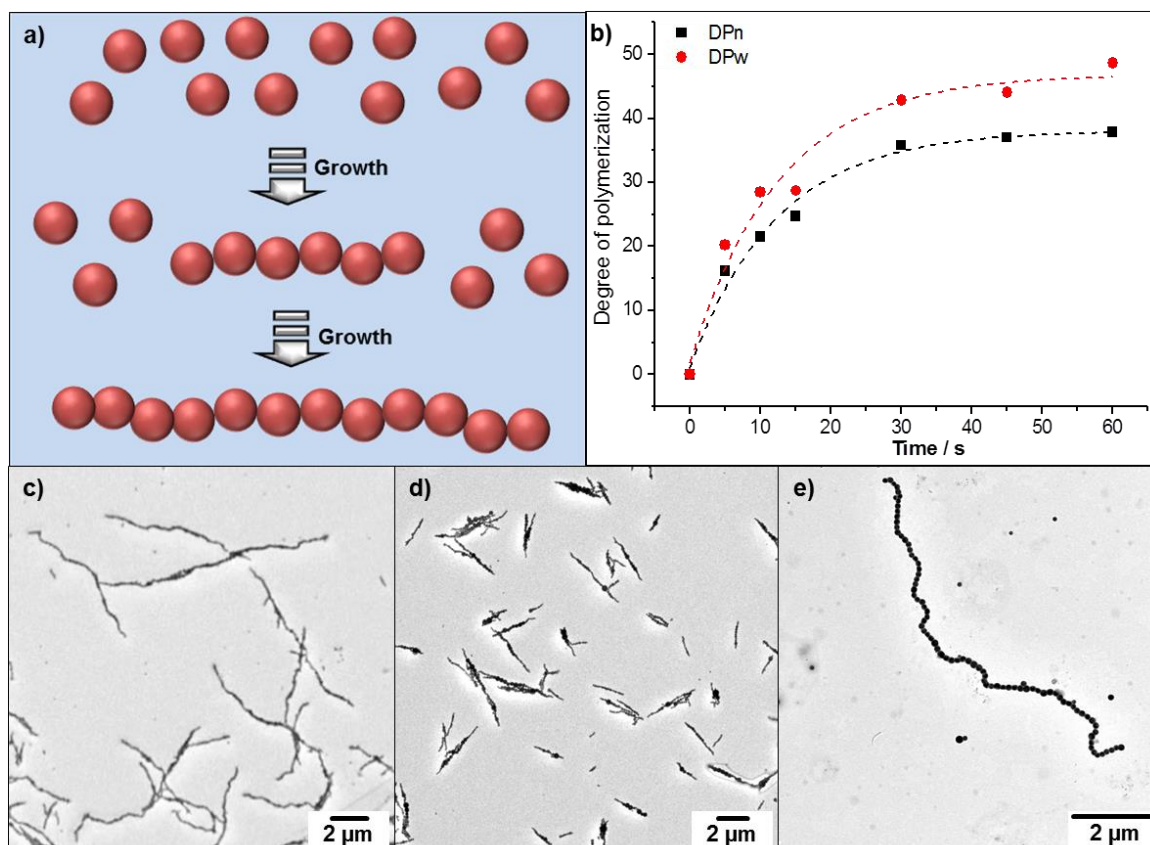 a)
Growth
Growth
b)
DPn
DPw
Degree of polymerization
50
40
30
20
10
0
0
10
20
30
40
50
60
Time / s
c)
2 µm
d)
2 µm
e)
2 µm